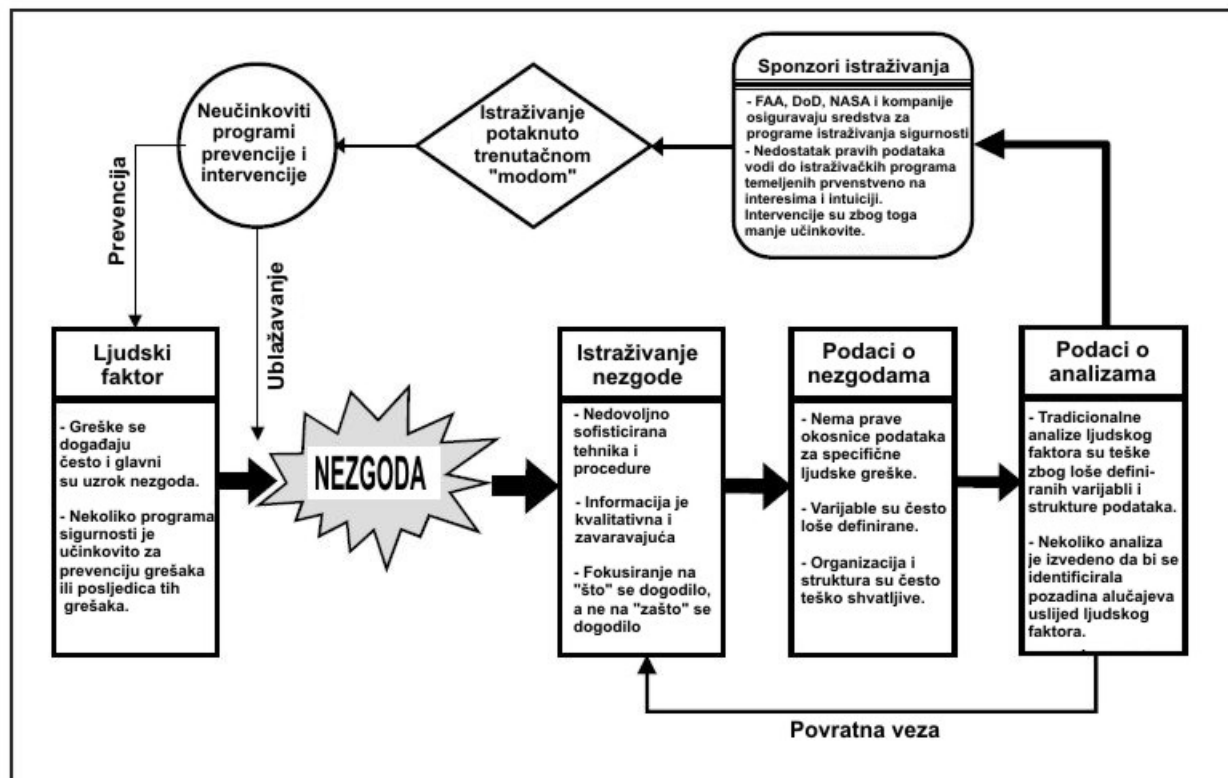 Neučinkoviti
programi
prevencije i
intervencije
Istraživanje
potaknuto
trenutačnom
"modom"
Sponzori istraživanja
- FAA, DoD, NASA i kompanije
osiguravaju sredstva za
programe istraživanja sigurnosti
- Nedostatak pravih podataka
vodi do istraživačkih programa
temeljenih prvenstveno na
interesima i intuiciji.
Intervencije su zbog toga
manje učinkovite.
Prevencija
Ublažavanje
Ljudski
faktor
- Greške se
događaju
često i glavni
su uzrok nezgoda.
- Nekoliko programa
sigurnosti je
učinkovito za
prevenciju grešaka
ili posljedica tih
grešaka.
NEZGODA
Istraživanje
nezgode
- Nedovoljno
sofisticirana
tehnika i
procedure
- Informacija je
kvalitativna i
zavaravajuća
- Fokusiranje na
"što" se dogodilo,
a ne na "zašto" se
dogodilo
Podaci o
nezgodama
- Nema prave
okosnice podataka
za specifične
ljudske greške.
- Varijable su često
loše definirane.
- Organizacija i
struktura su često
teško shvatljive.
Podaci o
analizama
- Tradicionalne
analize ljudskog
faktora su teške
zbog loše defini-
ranih varijabli i
strukture podataka.
- Nekoliko analiza
je izvedeno da bi se
identificirala
pozadina alučajeva
uslijed ljudskog
faktora.
Povratna veza